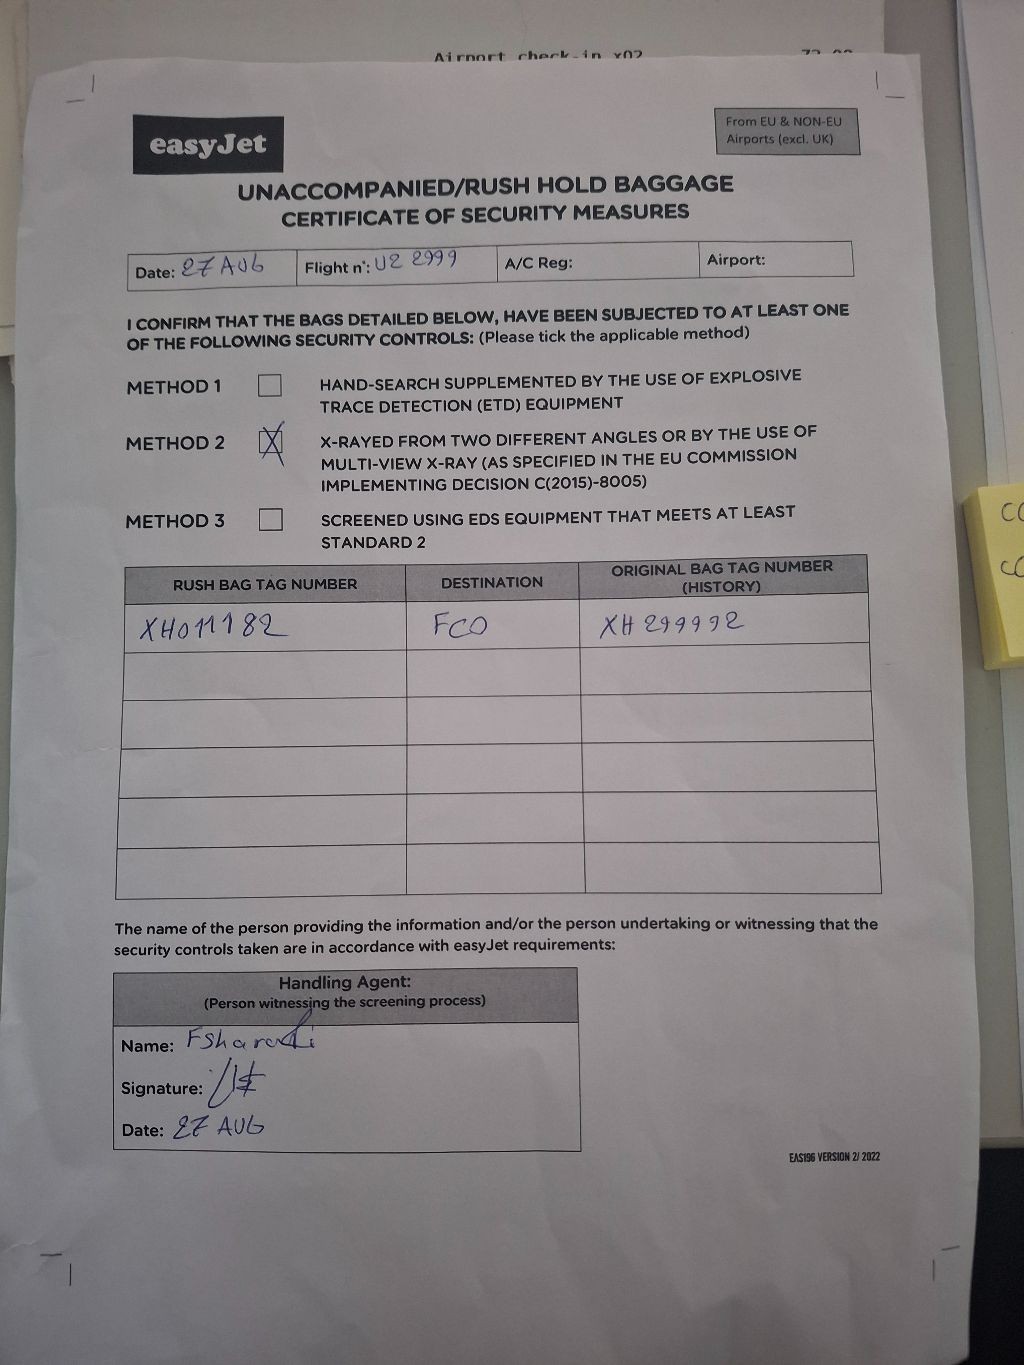 Airport check-in x02
easyJet
From EU & NON-EU
Airports (excl. UK)
UNACCOMPANIED/RUSH HOLD BAGGAGE
CERTIFICATE OF SECURITY MEASURES
Date: 27 AUG Flight n°: U2 2999 A/C Reg: Airport:
I CONFIRM THAT THE BAGS DETAILED BELOW, HAVE BEEN SUBJECTED TO AT LEAST ONE
OF THE FOLLOWING SECURITY CONTROLS: (Please tick the applicable method)
METHOD 1 HAND-SEARCH SUPPLEMENTED BY THE USE OF EXPLOSIVE
TRACE DETECTION (ETD) EQUIPMENT
METHOD 2 X X-RAYED FROM TWO DIFFERENT ANGLES OR BY THE USE OF
MULTI-VIEW X-RAY (AS SPECIFIED IN THE EU COMMISSION
IMPLEMENTING DECISION C(2015)-8005)
METHOD 3 SCREENED USING EDS EQUIPMENT THAT MEETS AT LEAST
STANDARD 2
RUSH BAG TAG NUMBER DESTINATION ORIGINAL BAG TAG NUMBER
(HISTORY)
XH011182 FCO XH 299992
The name of the person providing the information and/or the person undertaking or witnessing that the
security controls taken are in accordance with easyJet requirements:
Handling Agent:
(Person witnessing the screening process)
Name:
Signature:
Date: 27 AUG
EAS196 VERSION 2/ 2022